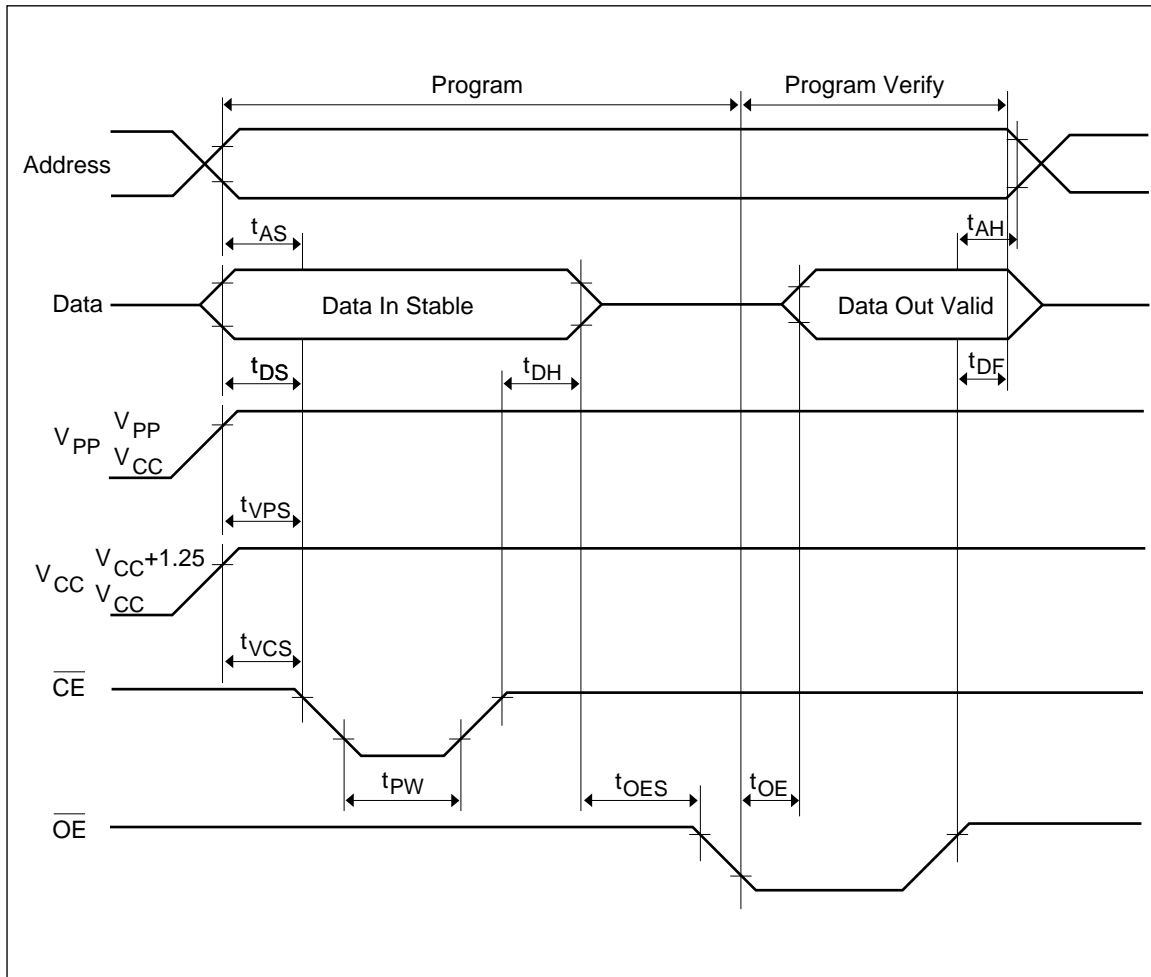 Program
Program Verify
Address
tAS
tAH
Data
Data In Stable
Data Out Valid
tDS
tDH
tDF
VPP
VPP
VCC
tVPS
VCC
VCC+1.25
VCC
tVCS
CE
tPW
tOES
tOE
OE